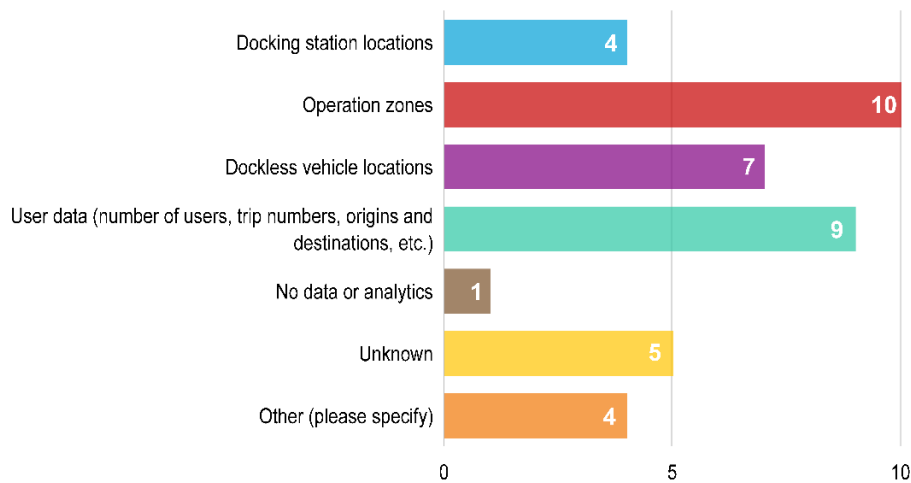 Docking station locations
4
Operation zones
10
Dockless vehicle locations
7
User data (number of users, trip numbers, origins and
destinations, etc.)
9
No data or analytics
1
Unknown
5
Other (please specify)
4
0
5
10